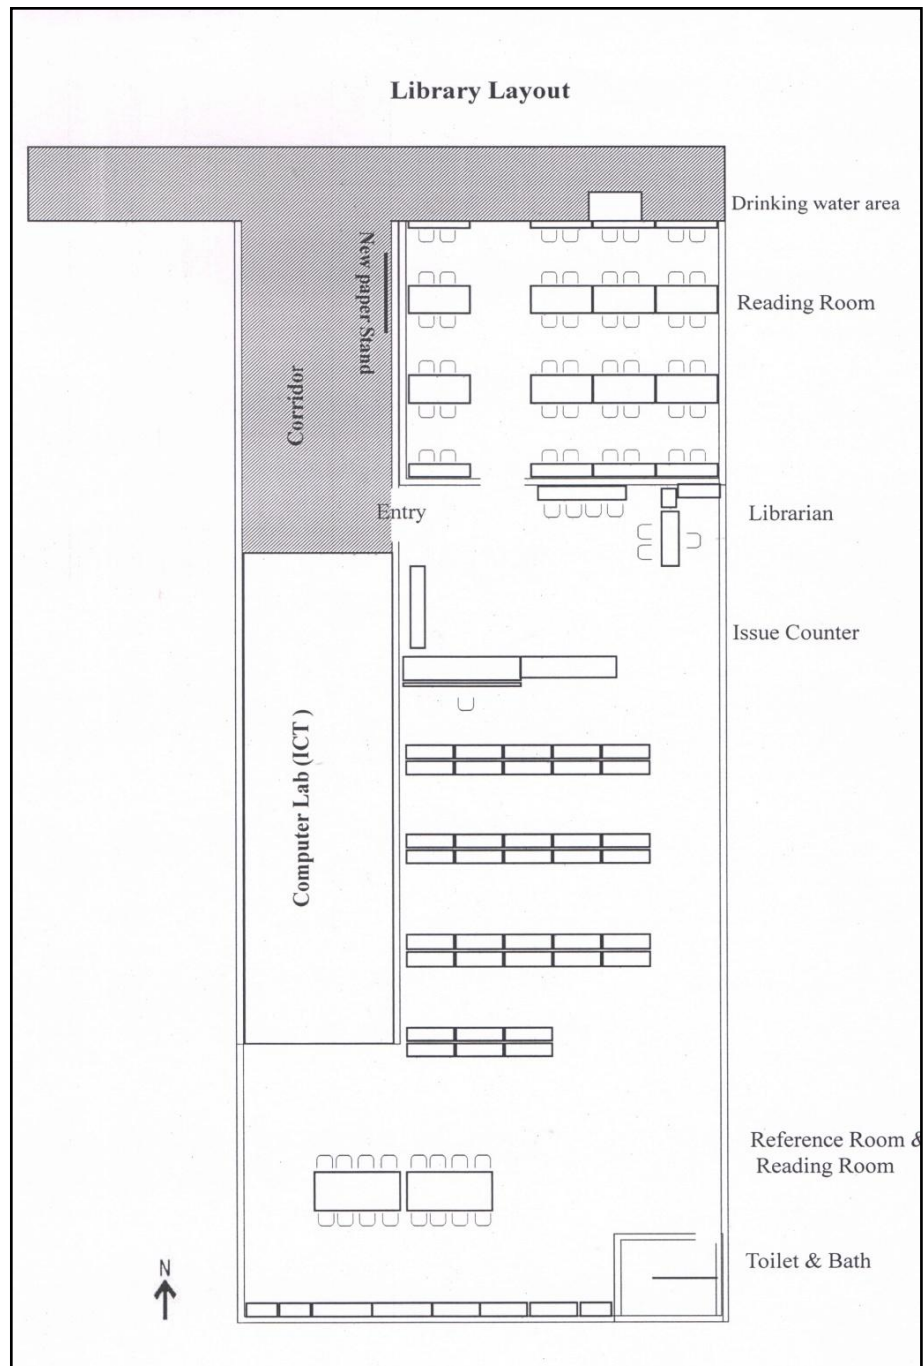 Library Layout
Drinking water area
New paper Stand
Reading Room
Corridor
Entry
Librarian
Issue Counter
Computer Lab (ICT )
Reference Room &
Reading Room
Toilet & Bath
N